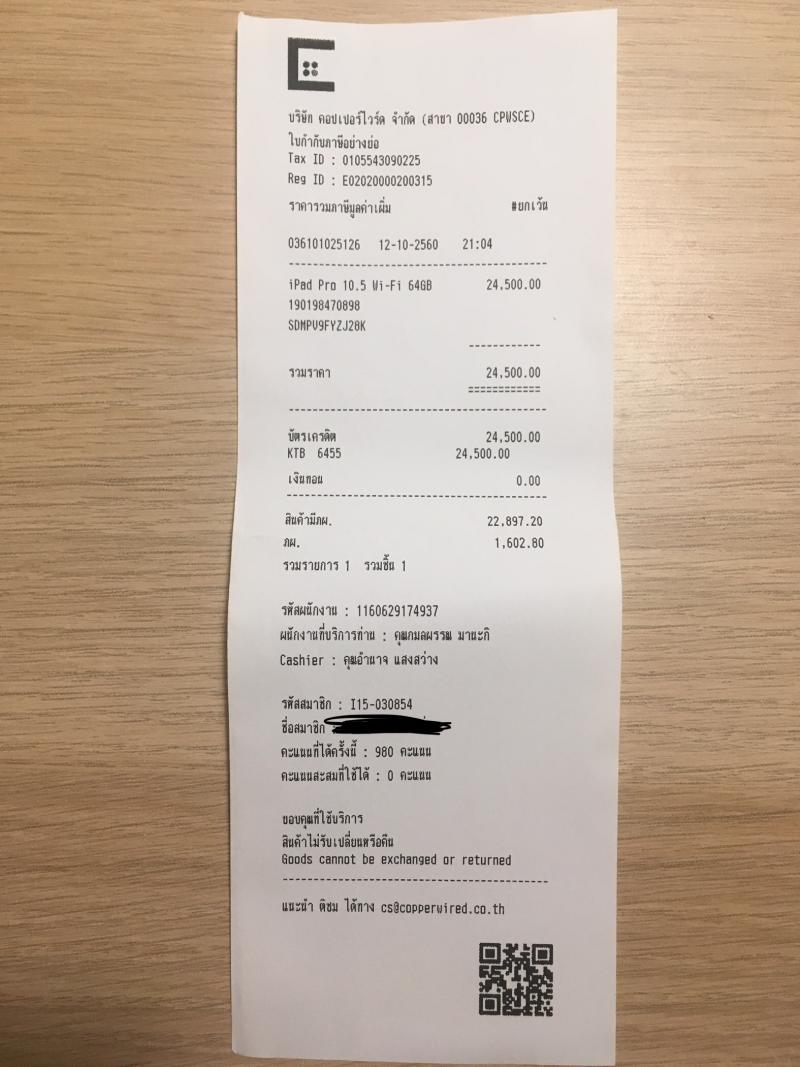 บริษัท คอปเปอร์ไวร์ด จำกัด (สาขา 00036 CPWSCE)
ใบกำกับภาษีอย่างย่อ
Tax ID : 0105543090225
Reg ID : E02020000200315
ราคารวมภาษีมูลค่าเพิ่ม #ยกเว้น
036101025126 12-10-2560 21:04
iPad Pro 10.5 Wi-Fi 64GB 24,500.00
190198470898
SDMPV9FYZJ28K
รวมราคา 24,500.00
บัตรเครดิต 24,500.00
KTB 6455 24,500.00
เงินทอน 0.00
สินค้ามีภผ. 22,897.20
ภผ. 1,602.80
รวมรายการ 1 รวมชิ้น 1
รหัสพนักงาน : 1160629174937
พนักงานที่บริการท่าน : คุณกมลพรรณ มานะกิ
Cashier : คุณอำนาจ แสงสว่าง
รหัสสมาชิก : I15-030854
ชื่อสมาชิก :
คะแนนที่ได้ครั้งนี้ : 980 คะแนน
คะแนนสะสมที่ใช้ได้ : 0 คะแนน
ขอบคุณที่ใช้บริการ
สินค้าไม่รับเปลี่ยนหรือคืน
Goods cannot be exchanged or returned
แนะนำ ติชม ได้ทาง cs@copperwired.co.th